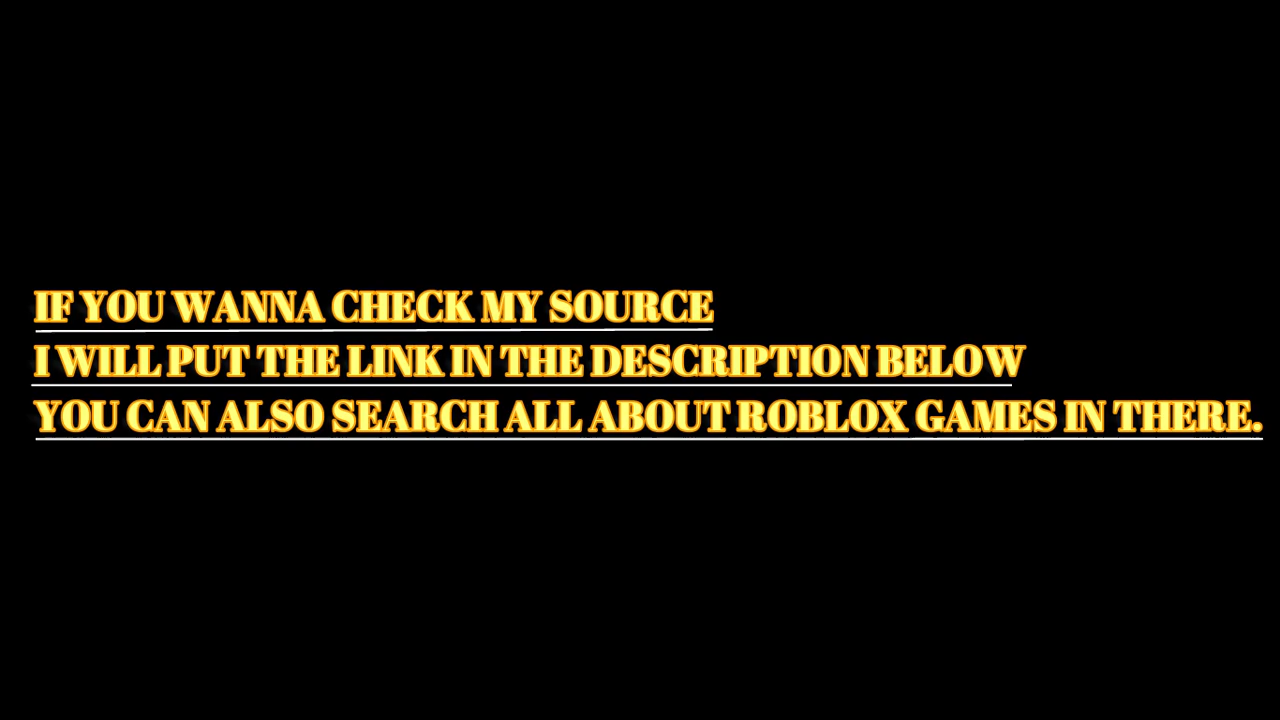 IF YOU WANNA CHECK MY SOURCE
I WILL PUT THE LINK IN THE DESCRIPTION BELOW
YOU CAN ALSO SEARCH ALL ABOUT ROBLOX GAMES IN THERE.